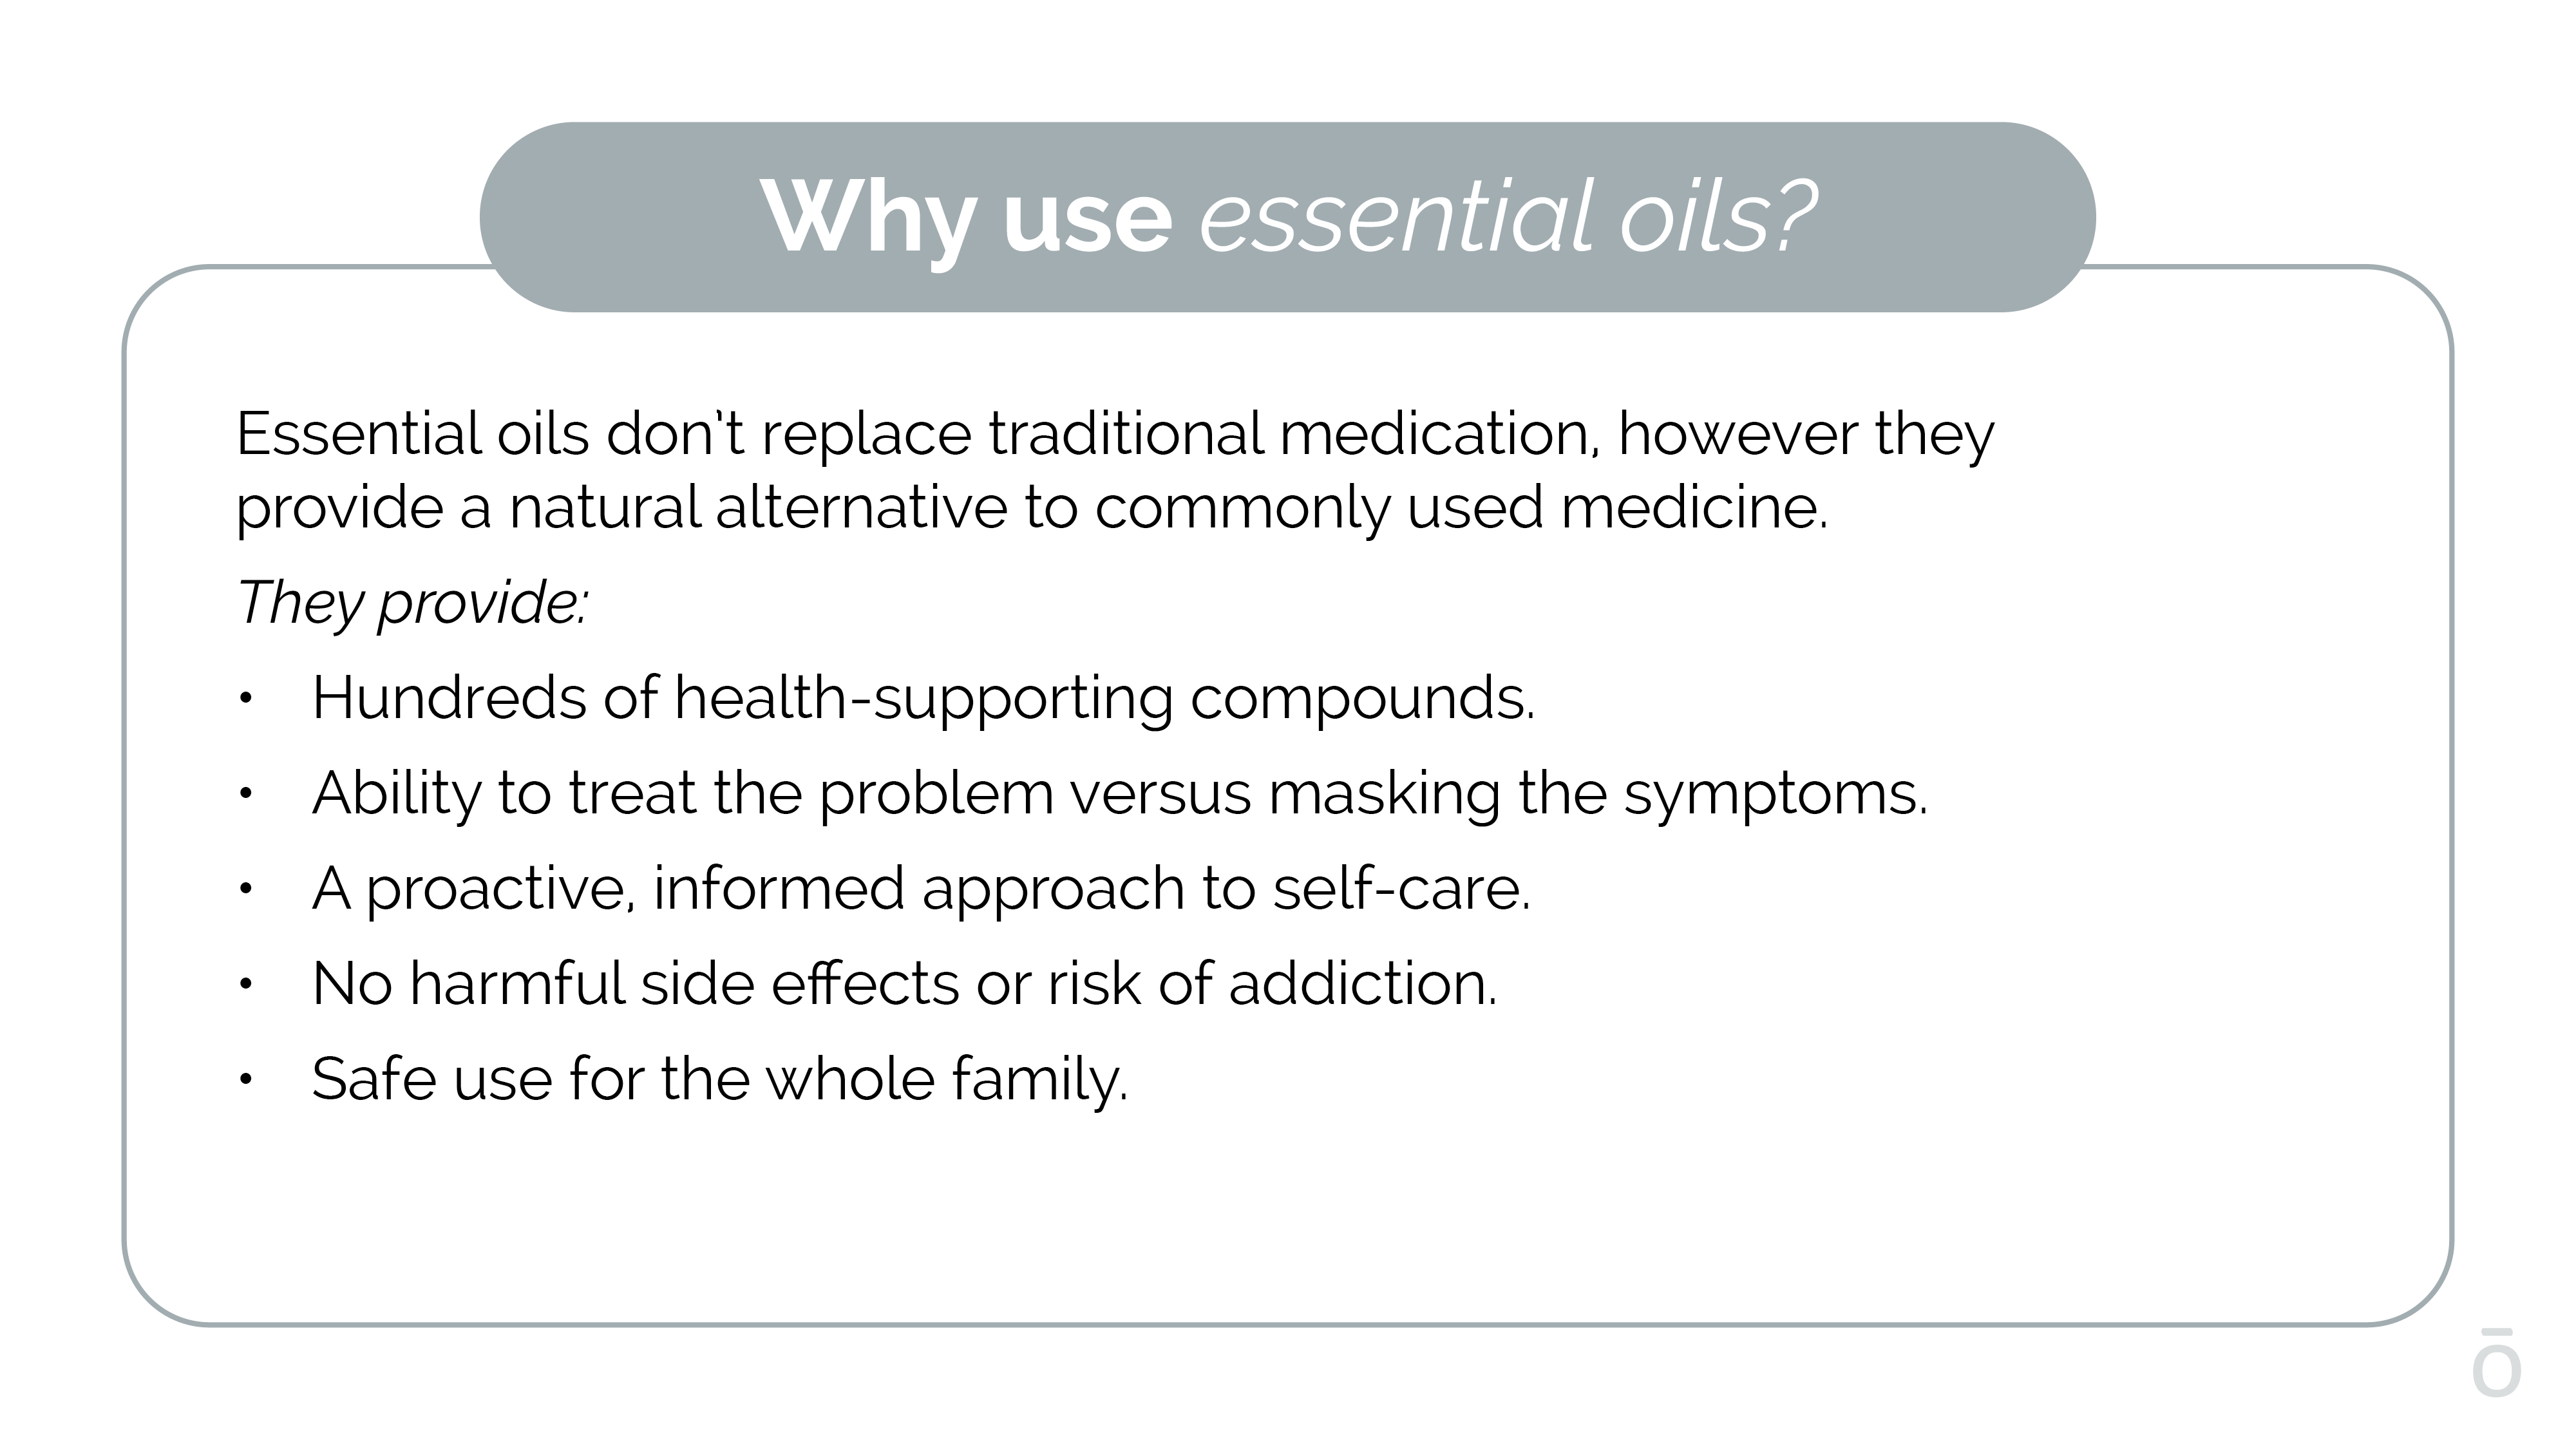 Why use essential oils?
Essential oils don't replace traditional medication, however they
provide a natural alternative to commonly used medicine.
They provide:
• Hundreds of health-supporting compounds.
• Ability to treat the problem versus masking the symptoms.
• A proactive, informed approach to self-care.
• No harmful side effects or risk of addiction.
• Safe use for the whole family.
ō